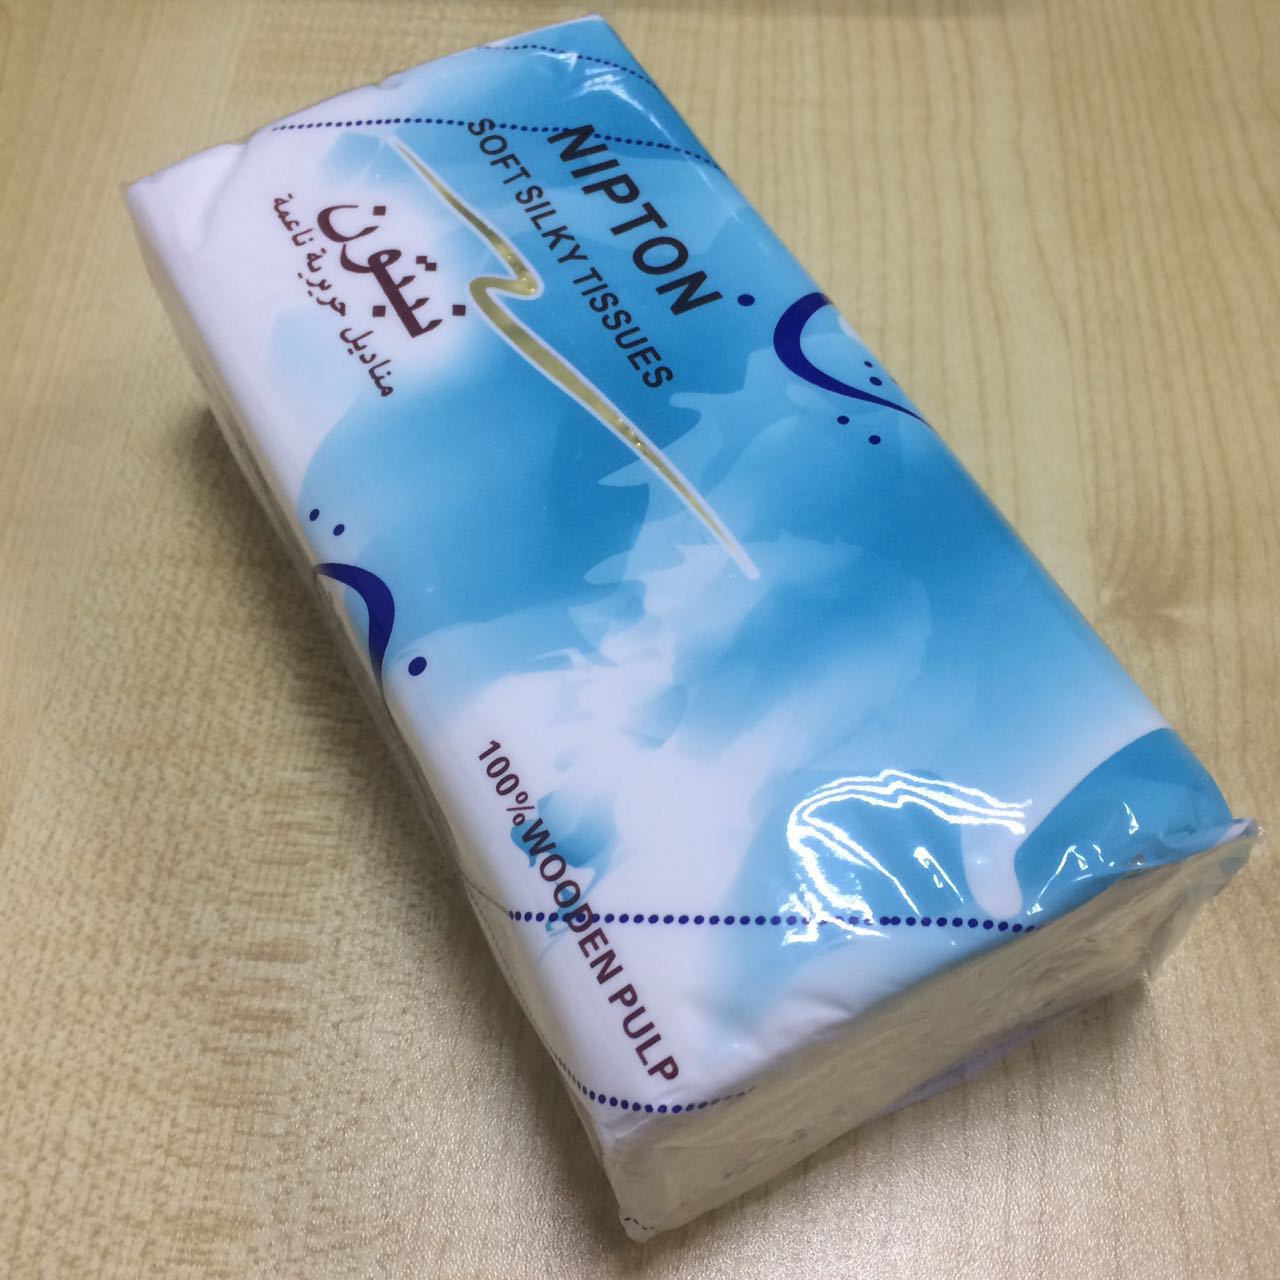 NIPTON
SOFT SILKY TISSUES
نبتون
مناديل حريرية ناعمة
100% WOODEN PULP